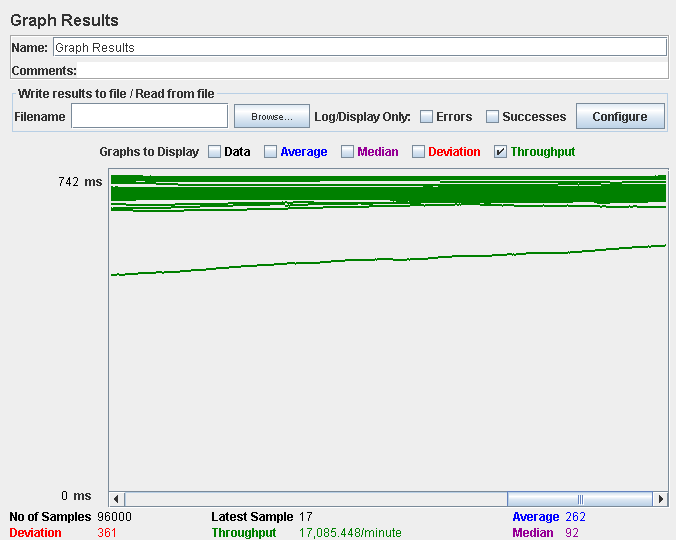 Graph Results
Name: Graph Results
Comments:
Write results to file / Read from file
Filename Browse... Log/Display Only: Errors Successes Configure
Graphs to Display Data Average Median Deviation Throughput
742 ms
0 ms
No of Samples 96000 Latest Sample 17 Average 262
Deviation 361 Throughput 17,085.448/minute Median 92